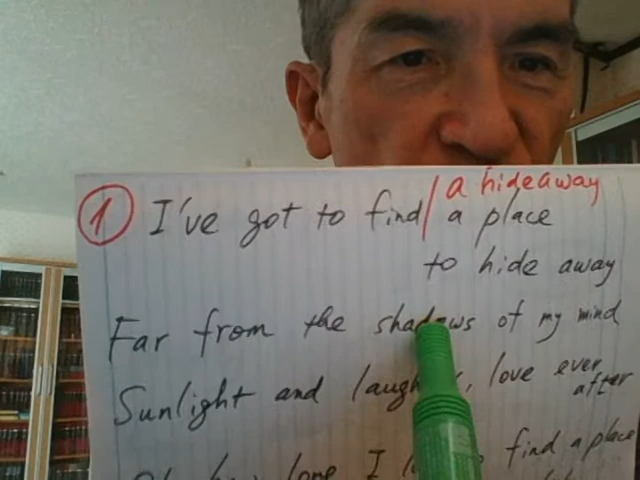 a hideaway
1 I've got to find / a place
to hide away
Far from the shadows of my mind
Sunlight and laugh , love ever
after
I find a place